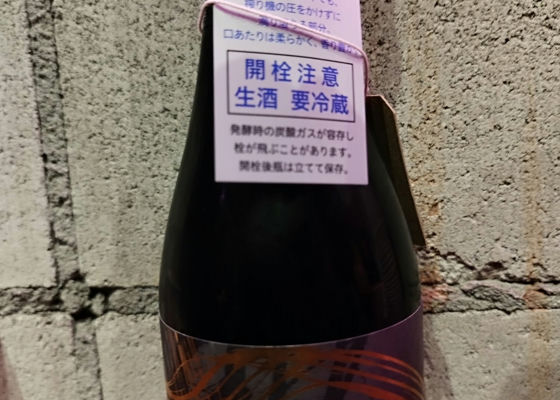 搾り機の圧をかけずに
口あたりは柔らかく、香り
開栓注意
生酒 要冷蔵
発酵時の炭酸ガスが容存し
栓が飛ぶことがあります。
開栓後瓶は立てて保存。